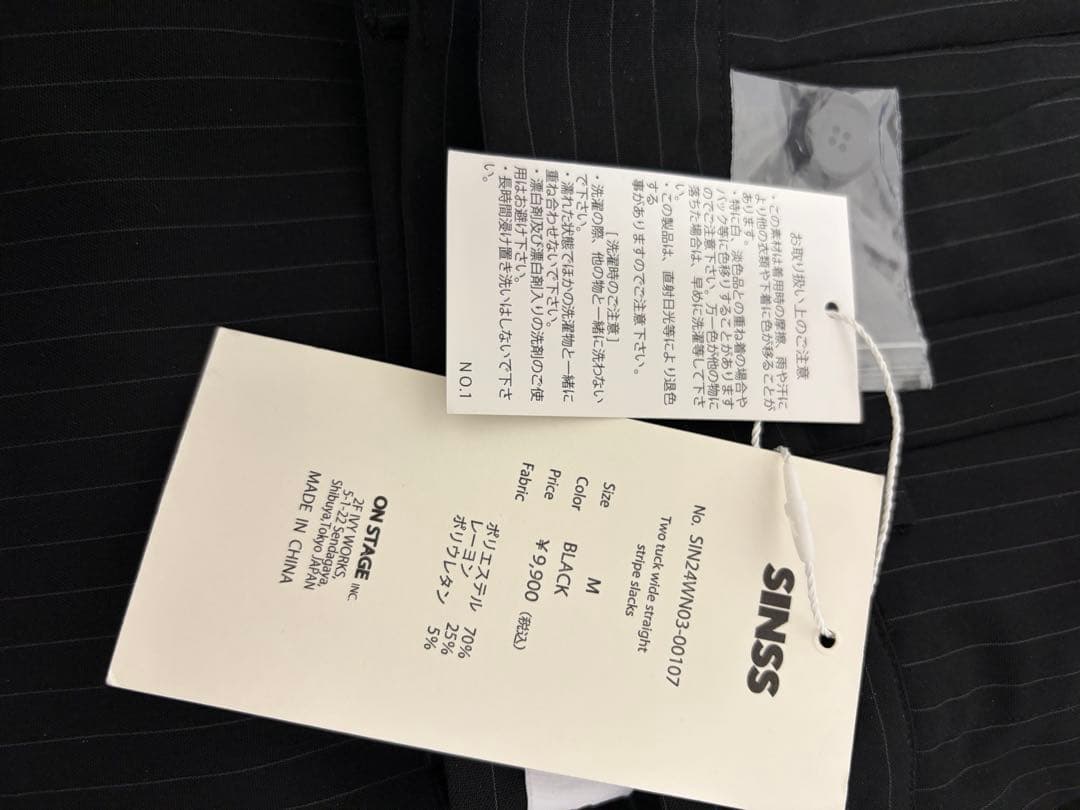 お取り扱い上のご注意
・この素材は着用時の摩擦、雨や汗に
より他の衣類や下着に色が移ることが
あります。
・特に白、淡色品との重ね着の場合や
バック等に色移りすることがあります
のでご注意下さい。万一色が他の物に
落ちた場合は、早めに洗濯等して下さ
い。
・この製品は、直射日光等により退色
する
事がありますのでご注意下さい。
[洗濯時のご注意]
・洗濯の際、他の物と一緒に洗わない
で下さい。
・濡れた状態でほかの洗濯物と一緒に
重ね合わせないで下さい。
・漂白剤及び漂白剤入りの洗剤のご使
用はお避け下さい。
・長時間浸け置き洗いはしないで下さ
い。
NO.1
SINSS
No. SIN24WN03-00107
Two tuck wide straight
stripe slacks
Size M
Color BLACK
Price ¥9,900 (税込)
Fabric
ポリエステル 70%
レーヨン 25%
ポリウレタン 5%
ON STAGE INC.
2F IVY WORKS,
5-1-22 Sendagaya,
Shibuya,Tokyo JAPAN
MADE IN CHINA